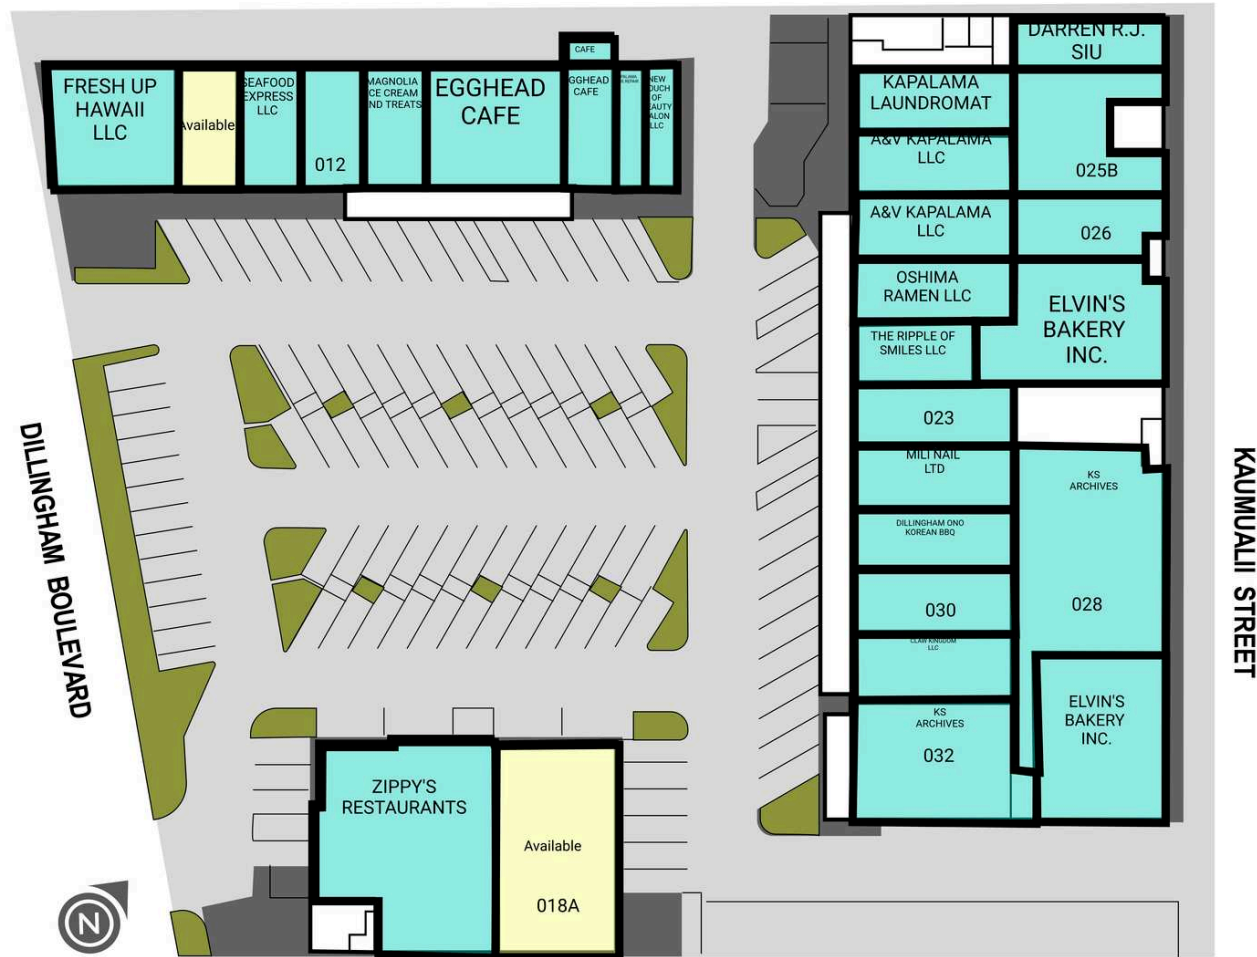 DARREN R.J.
SIU
CAFE
FRESH UP
HAWAII
LLC
Available
SEAFOOD
EXPRESS
LLC
012
MAGNOLIA
ICE CREAM
AND TREATS
EGGHEAD
CAFE
EGGHEAD
CAFE
NEW
TOUCH
OF
BEAUTY
SALON
LLC
KAPALAMA
LAUNDROMAT
A&V KAPALAMA
LLC
025B
A&V KAPALAMA
LLC
026
OSHIMA
RAMEN LLC
ELVIN'S
BAKERY
INC.
THE RIPPLE OF
SMILES LLC
023
MILI NAIL
LTD
KS
ARCHIVES
DILLINGHAM ONO
KOREAN BBQ
030
028
CLAW KINGDOM
LLC
KS
ARCHIVES
032
ELVIN'S
BAKERY
INC.
DILLINGHAM BOULEVARD
KAUMUALII STREET
ZIPPY'S
RESTAURANTS
Available
018A
N